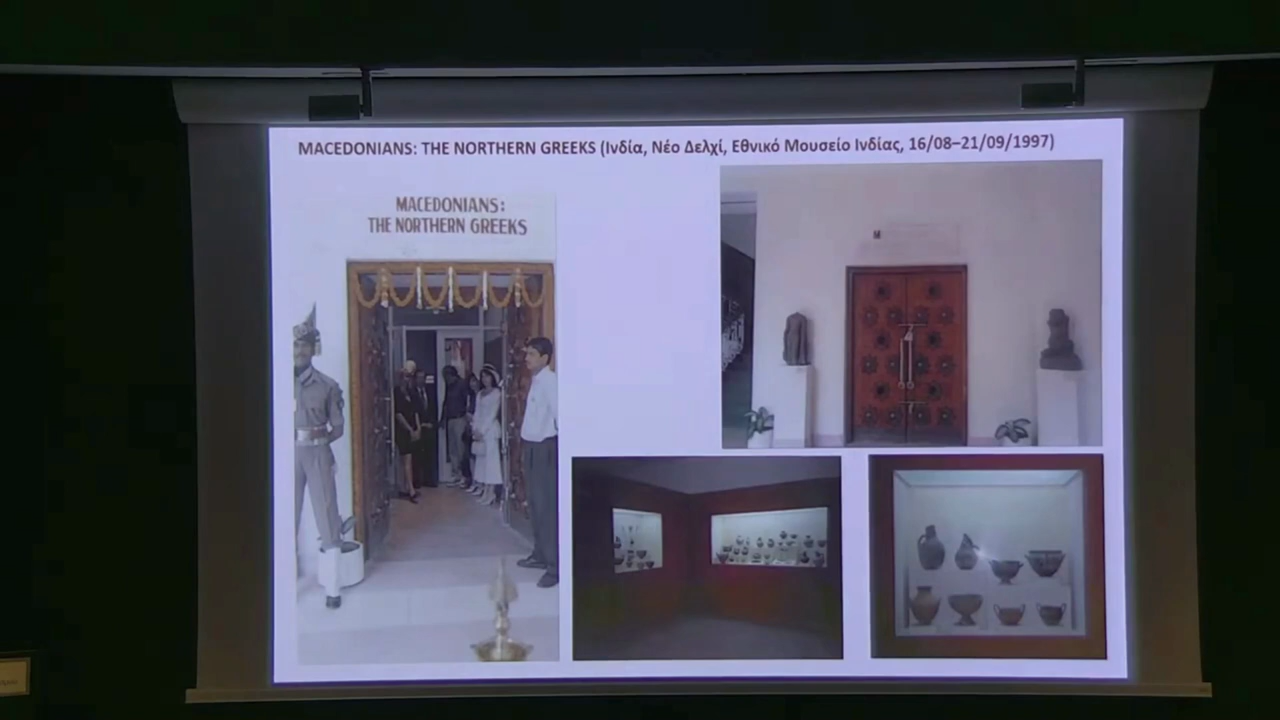 MACEDONIANS: THE NORTHERN GREEKS (Ινδία, Νέο Δελχί, Εθνικό Μουσείο Ινδίας, 16/08–21/09/1997)
MACEDONIANS:
THE NORTHERN GREEKS